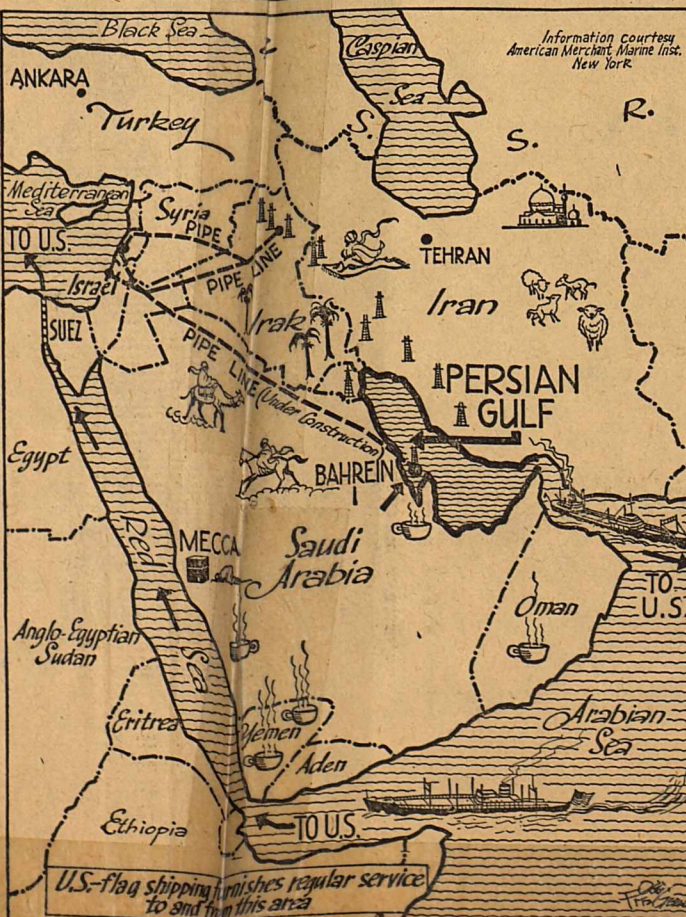 Black Sea
Caspian
Sea
Information courtesy
American Merchant Marine Inst.
New York
ANKARA
Turkey
S. S. R.
Mediterranean
Sea
Syria
PIPE
TO U.S.
Israel
PIPE LINE
TEHRAN
Iran
Irak
SUEZ
PIPE LINE (Under Construction)
PERSIAN
GULF
Egypt
BAHREIN
Red
Sea
MECCA
Saudi
Arabia
TO
U.S.
Oman
Anglo-Egyptian
Sudan
Eritrea
Yemen
Aden
Arabian
Sea
Ethiopia
TO U.S.
U.S.-flag shipping furnishes regular service
to and from this area